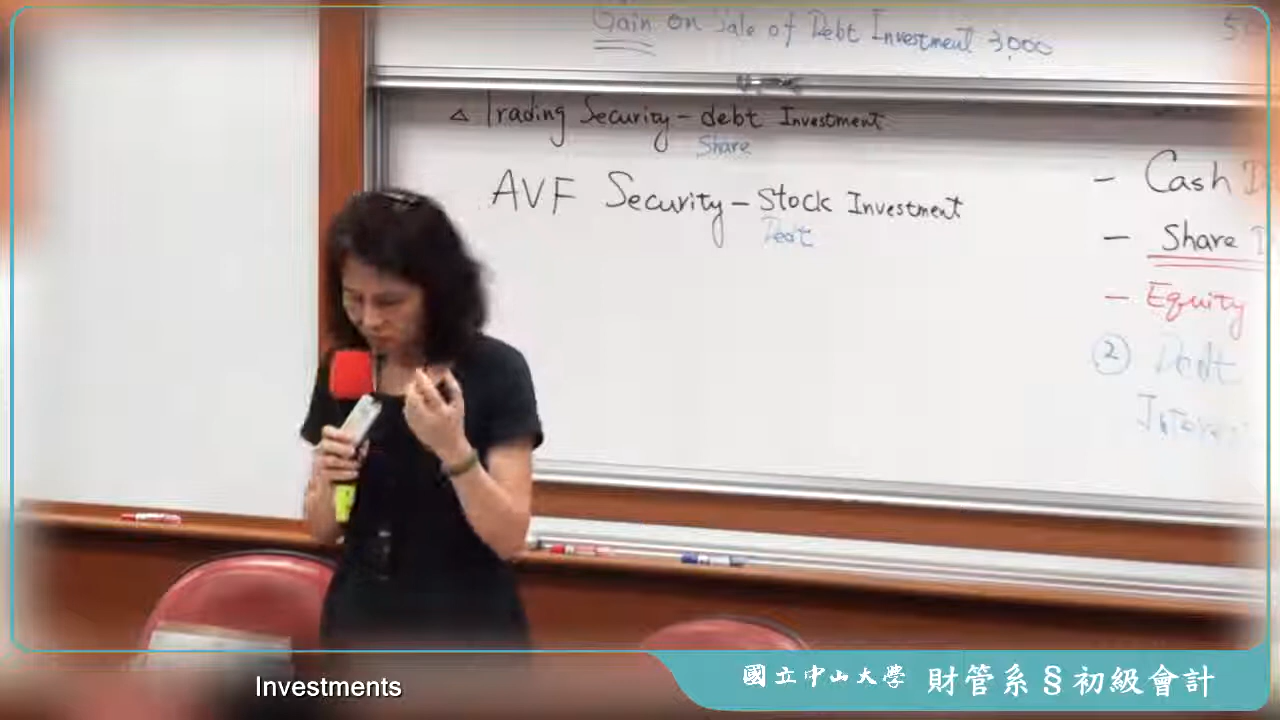 Gain on Sale of Debt Investment 3,000
△ Trading Security - debt Investment
Share
AVF Security - Stock Investment
Debt
- Cash
- Share
- Equity
② Debt
Investments
國立中山大學 財管系§初級會計